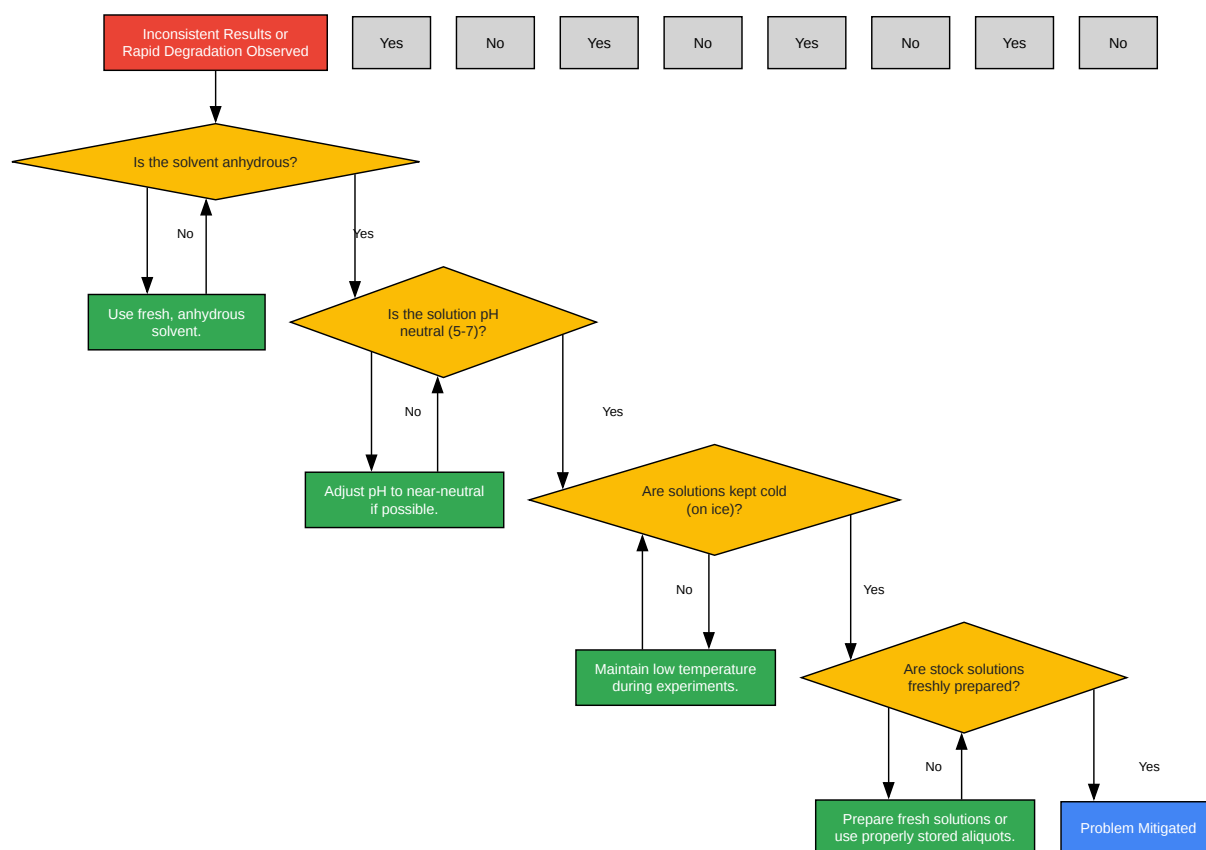 Inconsistent Results or
Rapid Degradation Observed
Yes
No
Yes
No
Yes
No
Yes
No
Is the solvent anhydrous?
No
Yes
Use fresh, anhydrous
solvent.
Is the solution pH
neutral (5-7)?
No
Yes
Adjust pH to near-neutral
if possible.
Are solutions kept cold
(on ice)?
No
Yes
Maintain low temperature
during experiments.
Are stock solutions
freshly prepared?
No
Yes
Prepare fresh solutions or
use properly stored aliquots.
Problem Mitigated